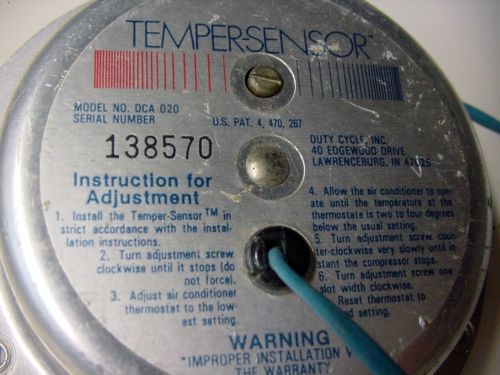 TEMPER-SENSOR™
MODEL NO. DCA 020
SERIAL NUMBER
U.S. PAT. 4, 470, 267
138570
DUTY CYCLE, INC.
40 EDGEWOOD DRIVE
LAWRENCEBURG, IN 47025
Instruction for
Adjustment
1. Install the Temper-Sensor™ in
strict accordance with the instal-
lation instructions.
2. Turn adjustment screw
clockwise until it stops (do
not force).
3. Adjust air conditioner
thermostat to the low-
est setting.
4. Allow the air conditioner to oper-
ate until the temperature at the
thermostat is two to four degrees
below the usual setting.
5. Turn adjustment screw coun-
ter-clockwise very slowly until in-
stant the compressor stops.
6. Turn adjustment screw one
slot width clockwise.
Reset thermostat to
ed setting.
WARNING
"IMPROPER INSTALLATION
THE WARRANTY